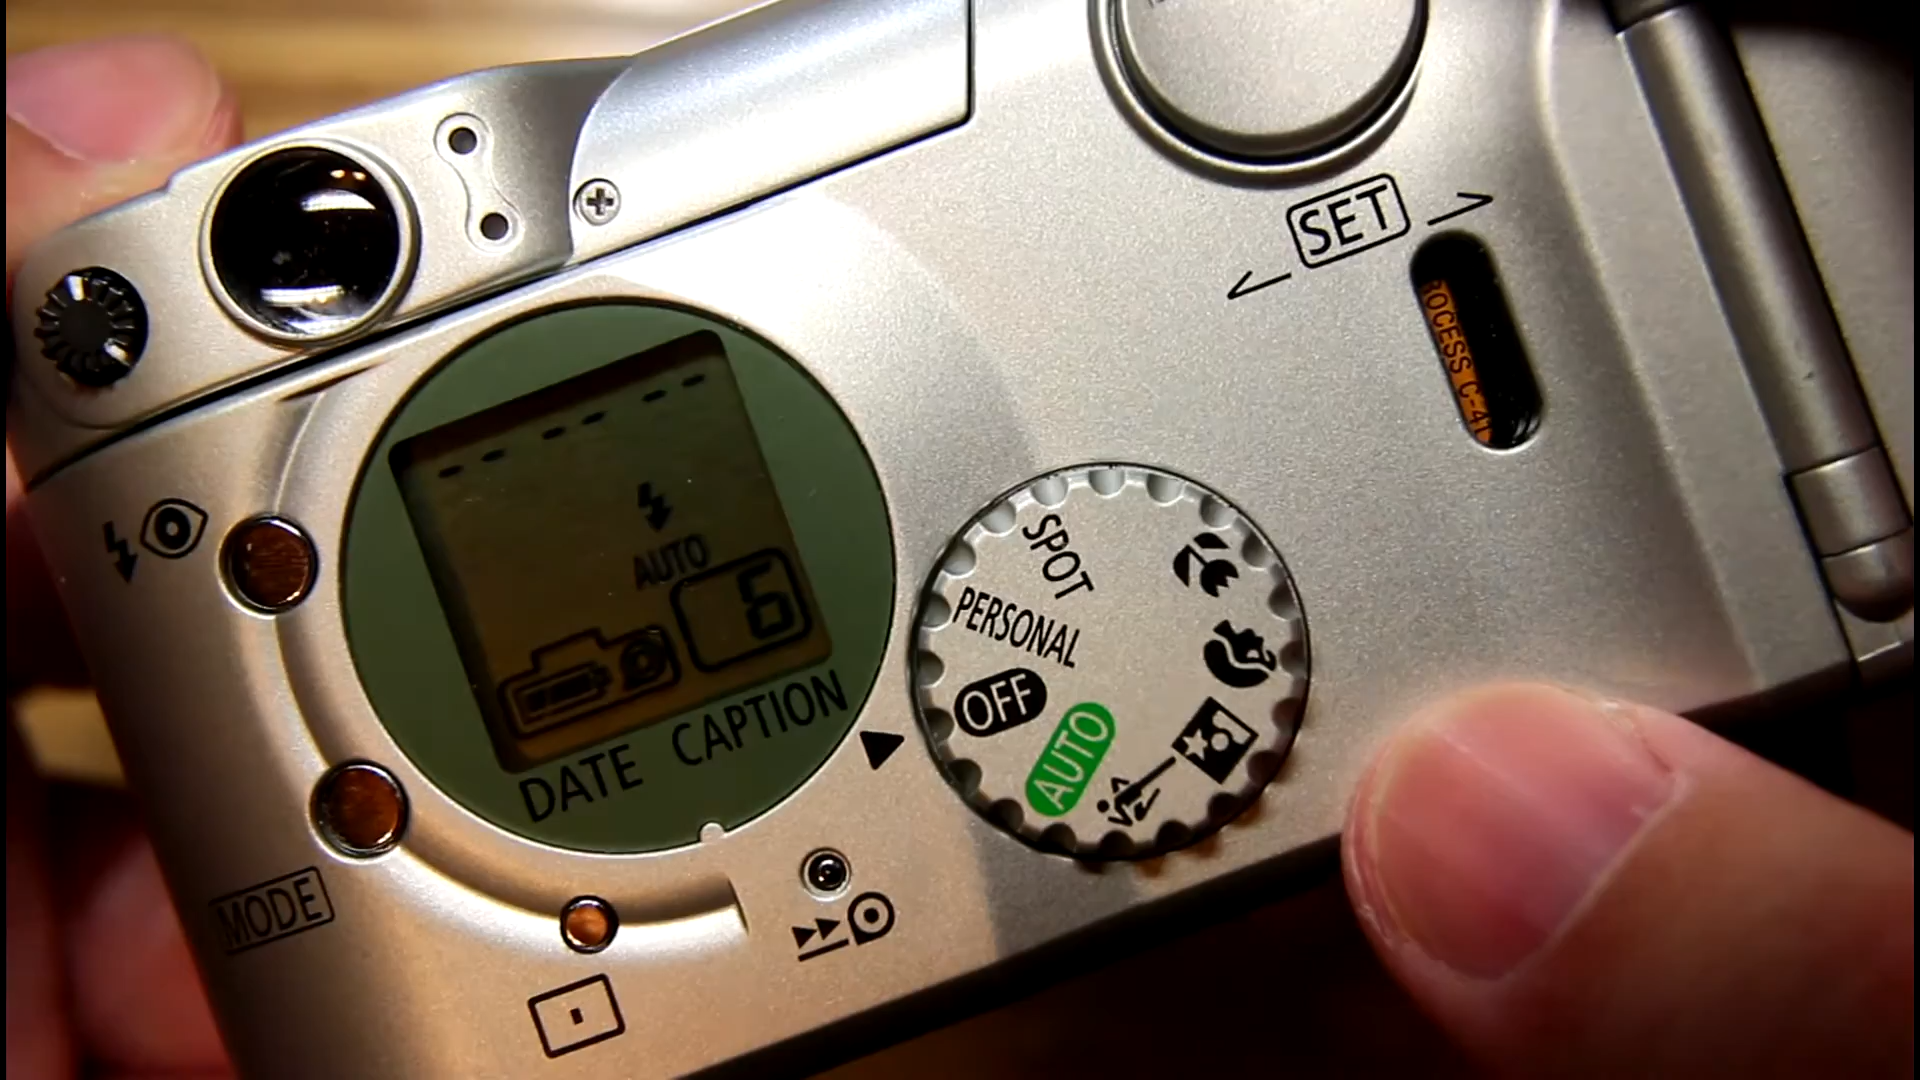 SET
ROCESS C-41
AUTO
6
DATE CAPTION
SPOT
PERSONAL
OFF
AUTO
MODE